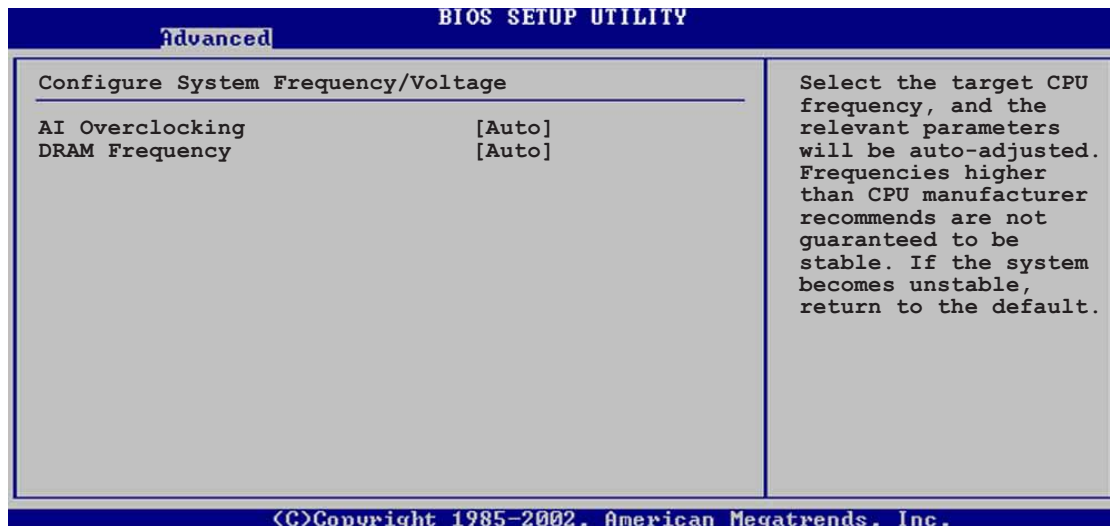 BIOS SETUP UTILITY
Advanced
Configure System Frequency/Voltage
AI Overclocking [Auto]
DRAM Frequency [Auto]
Select the target CPU
frequency, and the
relevant parameters
will be auto-adjusted.
Frequencies higher
than CPU manufacturer
recommends are not
guaranteed to be
stable. If the system
becomes unstable,
return to the default.
(C)Copyright 1985-2002, American Megatrends, Inc.